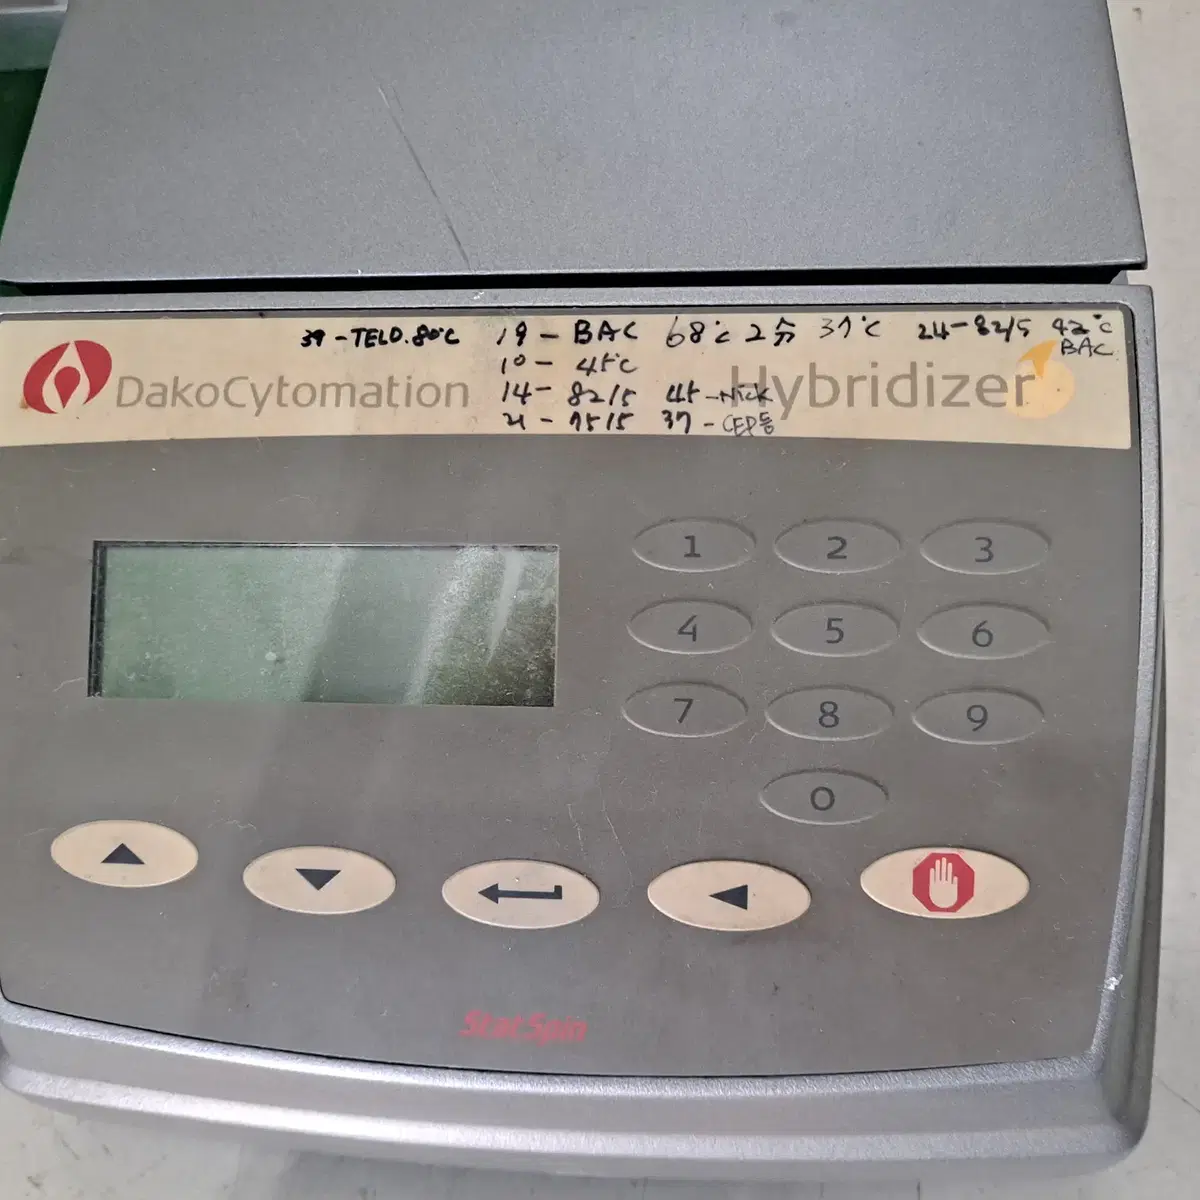 39-TELO.80°C
19-BAC 68°C 2分 37°C
24-82/5 42°C
BAC
10-45°C
14-82/5 45-Nick
21-75/5 37-CEP등
DakoCytomation
Hybridizer
1 2 3
4 5 6
7 8 9
0
StatSpin